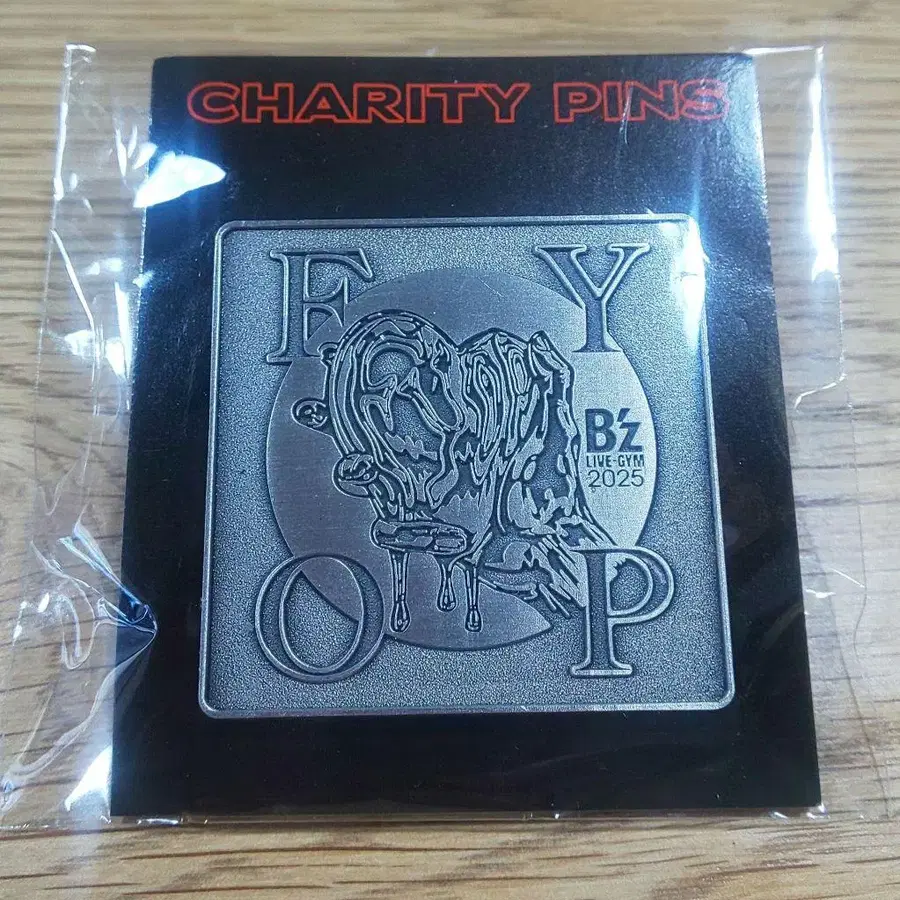 CHARITY PINS
F Y
B'z
LIVE-GYM
2025
O P